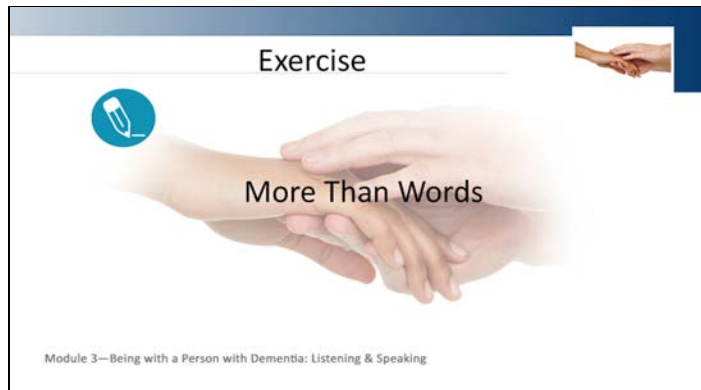 Exercise
More Than Words
Module 3—Being with a Person with Dementia: Listening & Speaking